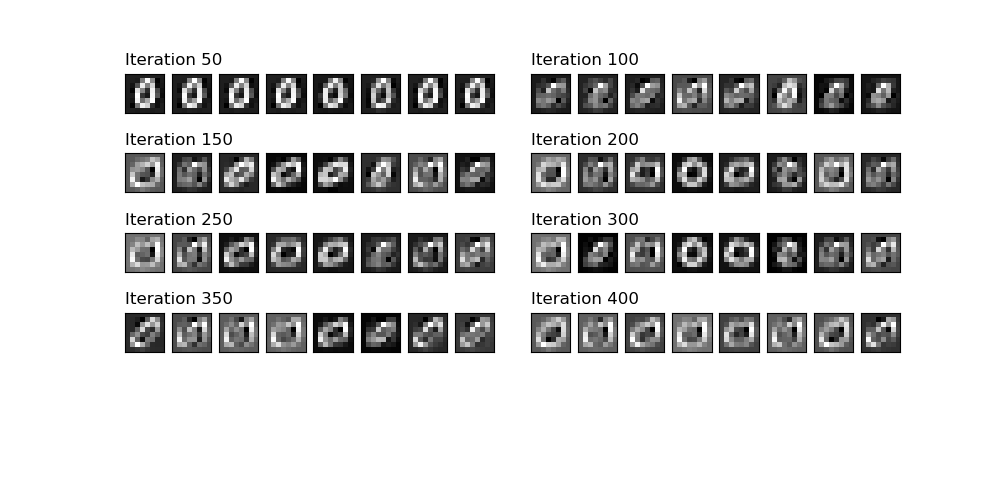 Iteration 50
Iteration 100
Iteration 150
Iteration 200
Iteration 250
Iteration 300
Iteration 350
Iteration 400